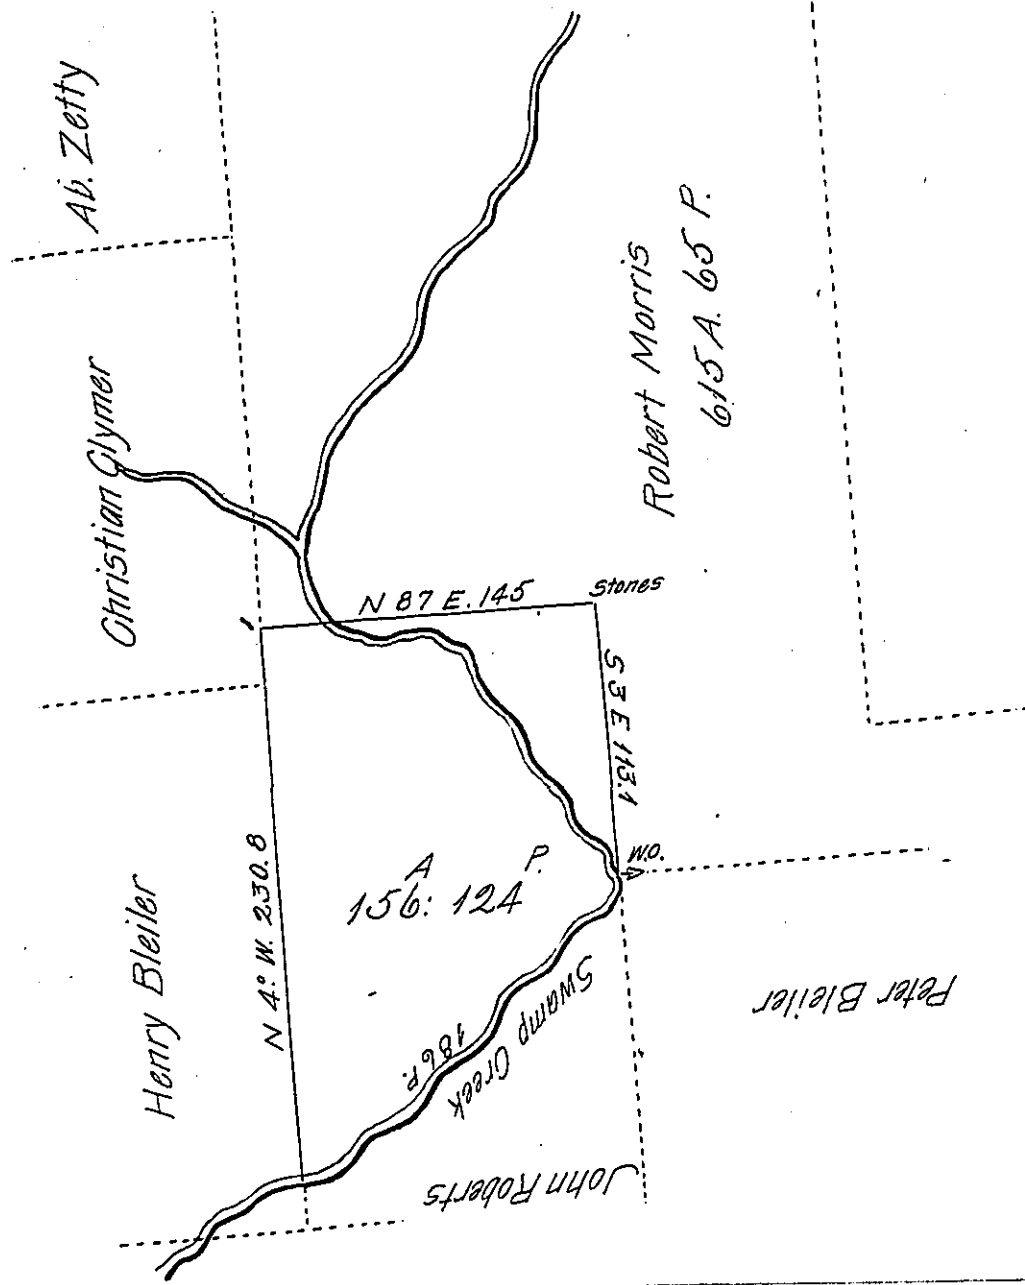 Ab. Zetty
Christian Clymer
Robert Morris
615 A. 65 P.
N 87 E. 145
Stones
S 3 E 113.1
W.O.
Henry Bleiler
N 4° W. 230.8
A P.
156: 124
Swamp Creek
186 P.
John Roberts
Peter Bleiler